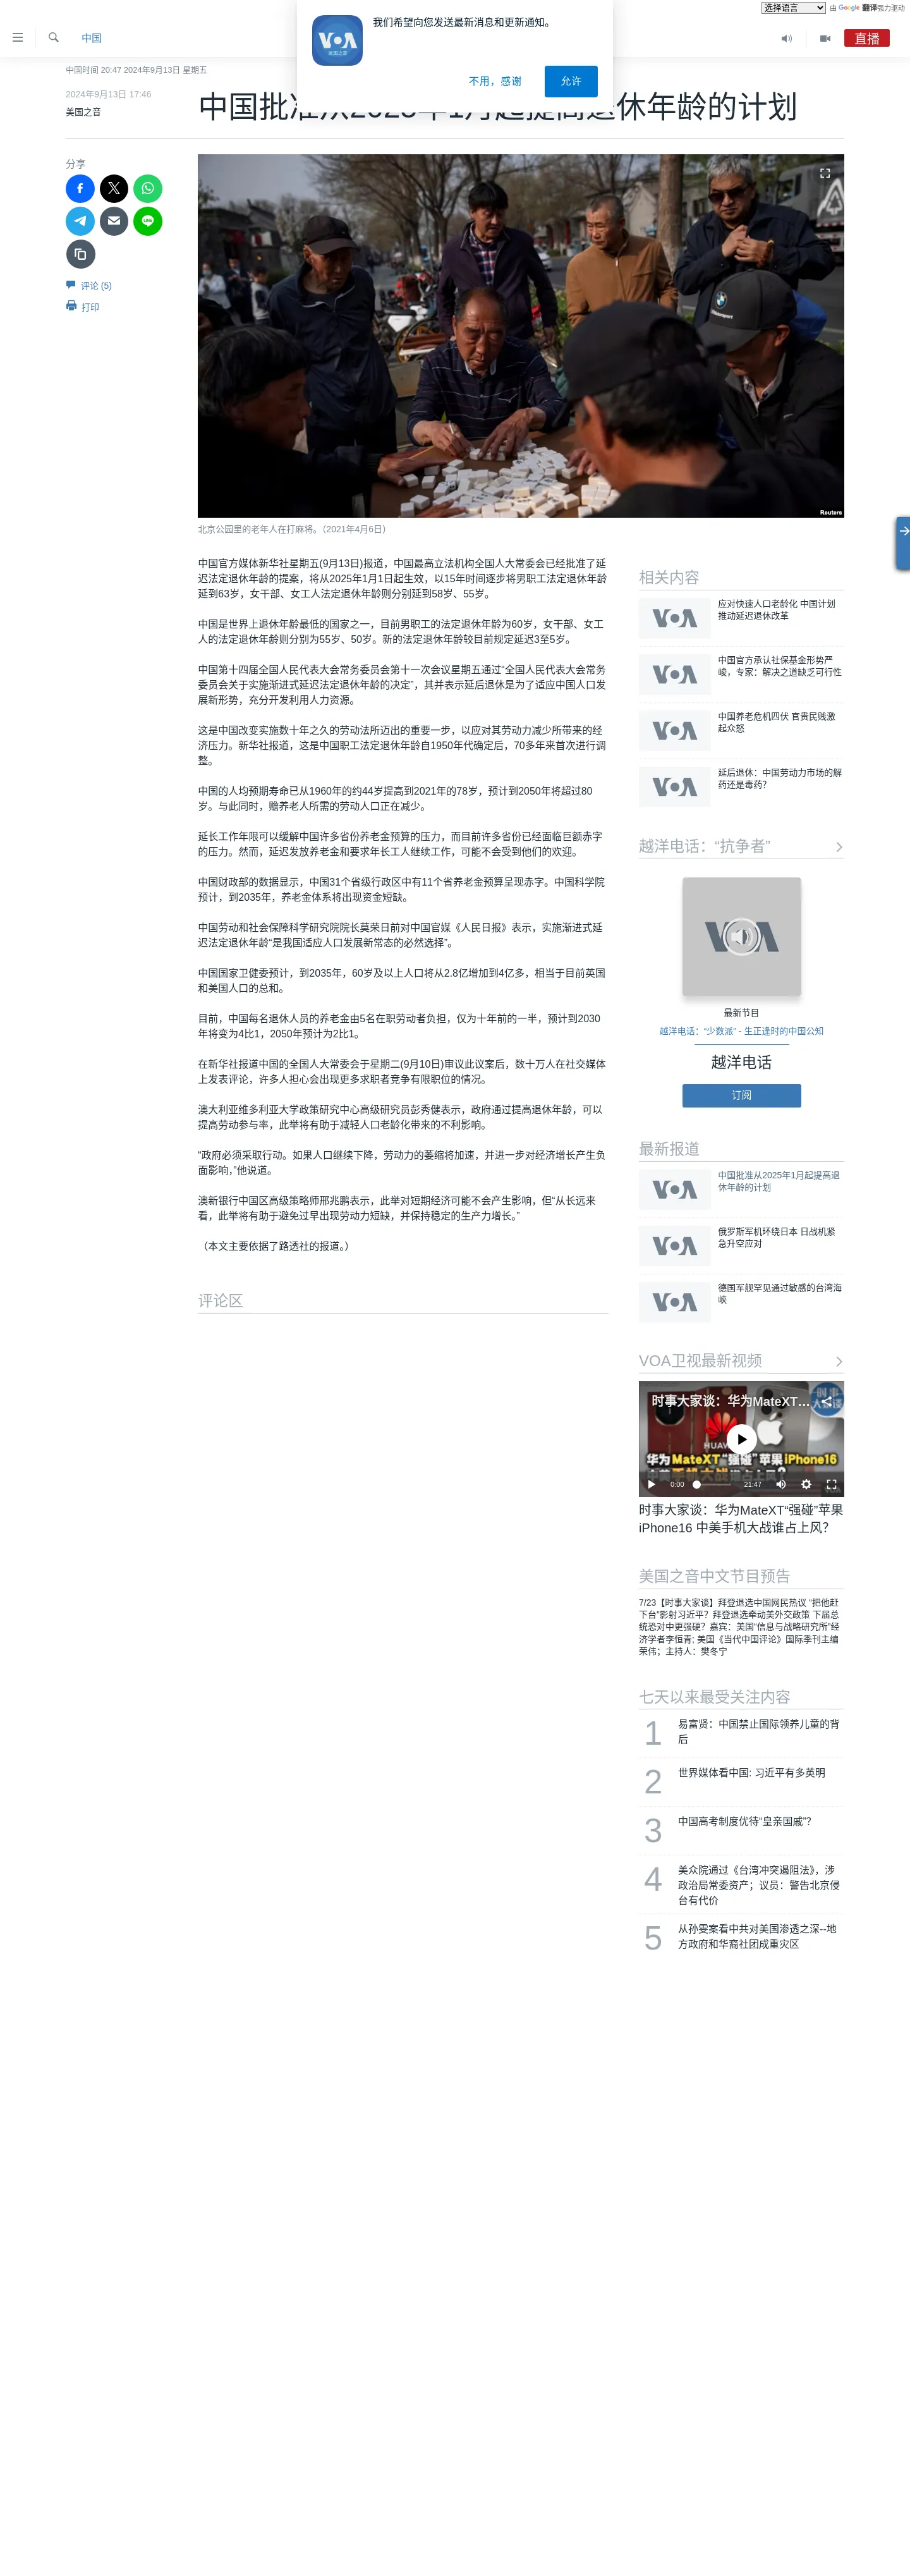 选择语言
由 Google 翻译强力驱动
中国
VOA
美国之音
我们希望向您发送最新消息和更新通知。
不用，感谢
允许
直播
中国时间 20:47 2024年9月13日 星期五
2024年9月13日 17:46
美国之音
中国批准从2025年1月起提高退休年龄的计划
分享
评论 (5)
打印
Reuters
北京公园里的老年人在打麻将。（2021年4月6日）
中国官方媒体新华社星期五(9月13日)报道，中国最高立法机构全国人大常委会已经批准了延
迟法定退休年龄的提案，将从2025年1月1日起生效，以15年时间逐步将男职工法定退休年龄
延到63岁，女干部、女工人法定退休年龄则分别延到58岁、55岁。
中国是世界上退休年龄最低的国家之一，目前男职工的法定退休年龄为60岁，女干部、女工
人的法定退休年龄则分别为55岁、50岁。新的法定退休年龄较目前规定延迟3至5岁。
中国第十四届全国人民代表大会常务委员会第十一次会议星期五通过“全国人民代表大会常务
委员会关于实施渐进式延迟法定退休年龄的决定”，其并表示延后退休是为了适应中国人口发
展新形势，充分开发利用人力资源。
这是中国改变实施数十年之久的劳动法所迈出的重要一步，以应对其劳动力减少所带来的经
济压力。新华社报道，这是中国职工法定退休年龄自1950年代确定后，70多年来首次进行调
整。
中国的人均预期寿命已从1960年的约44岁提高到2021年的78岁，预计到2050年将超过80
岁。与此同时，赡养老人所需的劳动人口正在减少。
延长工作年限可以缓解中国许多省份养老金预算的压力，而目前许多省份已经面临巨额赤字
的压力。然而，延迟发放养老金和要求年长工人继续工作，可能不会受到他们的欢迎。
中国财政部的数据显示，中国31个省级行政区中有11个省养老金预算呈现赤字。中国科学院
预计，到2035年，养老金体系将出现资金短缺。
中国劳动和社会保障科学研究院院长莫荣日前对中国官媒《人民日报》表示，实施渐进式延
迟法定退休年龄“是我国适应人口发展新常态的必然选择”。
中国国家卫健委预计，到2035年，60岁及以上人口将从2.8亿增加到4亿多，相当于目前英国
和美国人口的总和。
目前，中国每名退休人员的养老金由5名在职劳动者负担，仅为十年前的一半，预计到2030
年将变为4比1，2050年预计为2比1。
在新华社报道中国的全国人大常委会于星期二(9月10日)审议此议案后，数十万人在社交媒体
上发表评论，许多人担心会出现更多求职者竞争有限职位的情况。
澳大利亚维多利亚大学政策研究中心高级研究员彭秀健表示，政府通过提高退休年龄，可以
提高劳动参与率，此举将有助于减轻人口老龄化带来的不利影响。
“政府必须采取行动。如果人口继续下降，劳动力的萎缩将加速，并进一步对经济增长产生负
面影响，”他说道。
澳新银行中国区高级策略师邢兆鹏表示，此举对短期经济可能不会产生影响，但“从长远来
看，此举将有助于避免过早出现劳动力短缺，并保持稳定的生产力增长。”
（本文主要依据了路透社的报道。）
评论区
相关内容
VOA
应对快速人口老龄化 中国计划
推动延迟退休改革
VOA
中国官方承认社保基金形势严
峻，专家：解决之道缺乏可行性
VOA
中国养老危机四伏 官贵民贱激
起众怒
VOA
延后退休：中国劳动力市场的解
药还是毒药？
越洋电话：“抗争者”
VOA
最新节目
越洋电话：“少数派” - 生正逢时的中国公知
越洋电话
订阅
最新报道
VOA
中国批准从2025年1月起提高退
休年龄的计划
VOA
俄罗斯军机环绕日本 日战机紧
急升空应对
VOA
德国军舰罕见通过敏感的台湾海
峡
VOA卫视最新视频
时事大家谈：华为MateXT...
华为MateXT“强碰”苹果iPhone16
0:00
21:47
时事大家谈：华为MateXT“强碰”苹果
iPhone16 中美手机大战谁占上风？
美国之音中文节目预告
7/23【时事大家谈】拜登退选中国网民热议 “把他赶
下台”影射习近平？拜登退选牵动美外交政策 下届总
统恐对中更强硬？嘉宾：美国“信息与战略研究所”经
济学者李恒青; 美国《当代中国评论》国际季刊主编
荣伟；主持人：樊冬宁
七天以来最受关注内容
1
易富贤：中国禁止国际领养儿童的背
后
2
世界媒体看中国: 习近平有多英明
3
中国高考制度优待“皇亲国戚”？
4
美众院通过《台湾冲突遏阻法》，涉
政治局常委资产；议员：警告北京侵
台有代价
5
从孙雯案看中共对美国渗透之深--地
方政府和华裔社团成重灾区